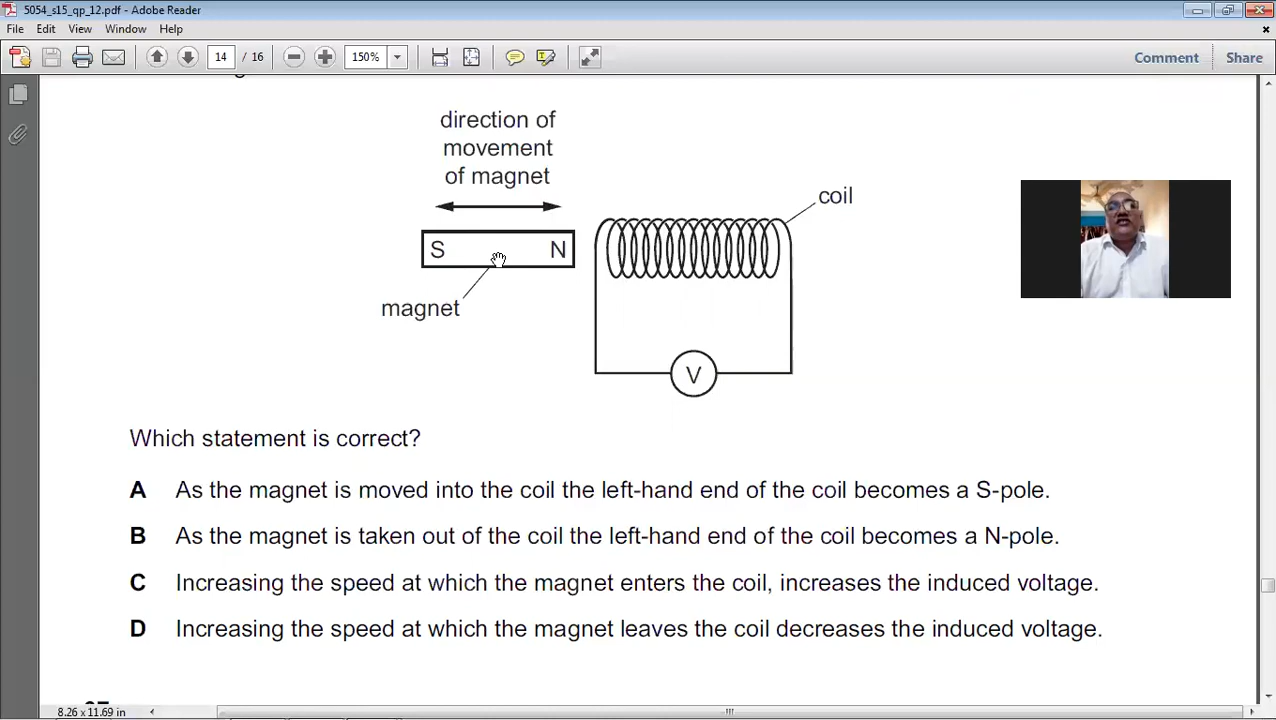 5054_s15_qp_12.pdf - Adobe Reader
File Edit View Window Help
14 / 16 150% Comment Share
direction of
movement
of magnet
coil
S N
magnet
V
Which statement is correct?
A As the magnet is moved into the coil the left-hand end of the coil becomes a S-pole.
B As the magnet is taken out of the coil the left-hand end of the coil becomes a N-pole.
C Increasing the speed at which the magnet enters the coil, increases the induced voltage.
D Increasing the speed at which the magnet leaves the coil decreases the induced voltage.
8.26 x 11.69 in